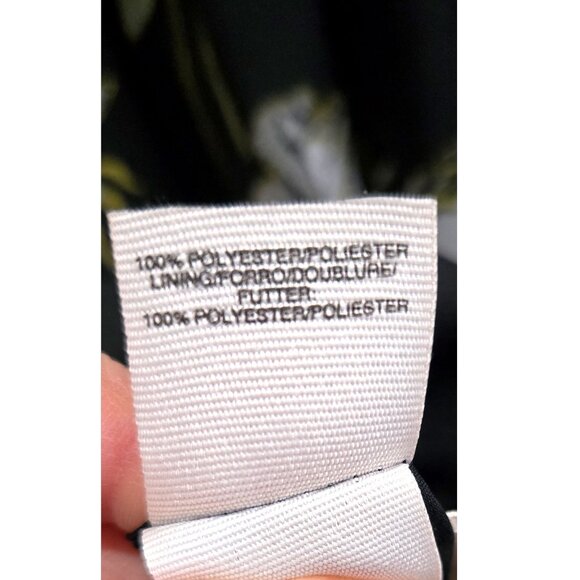 100% POLYESTER/POLIESTER
LINING/FORRO/DOUBLURE/
FUTTER:
100% POLYESTER/POLIESTER